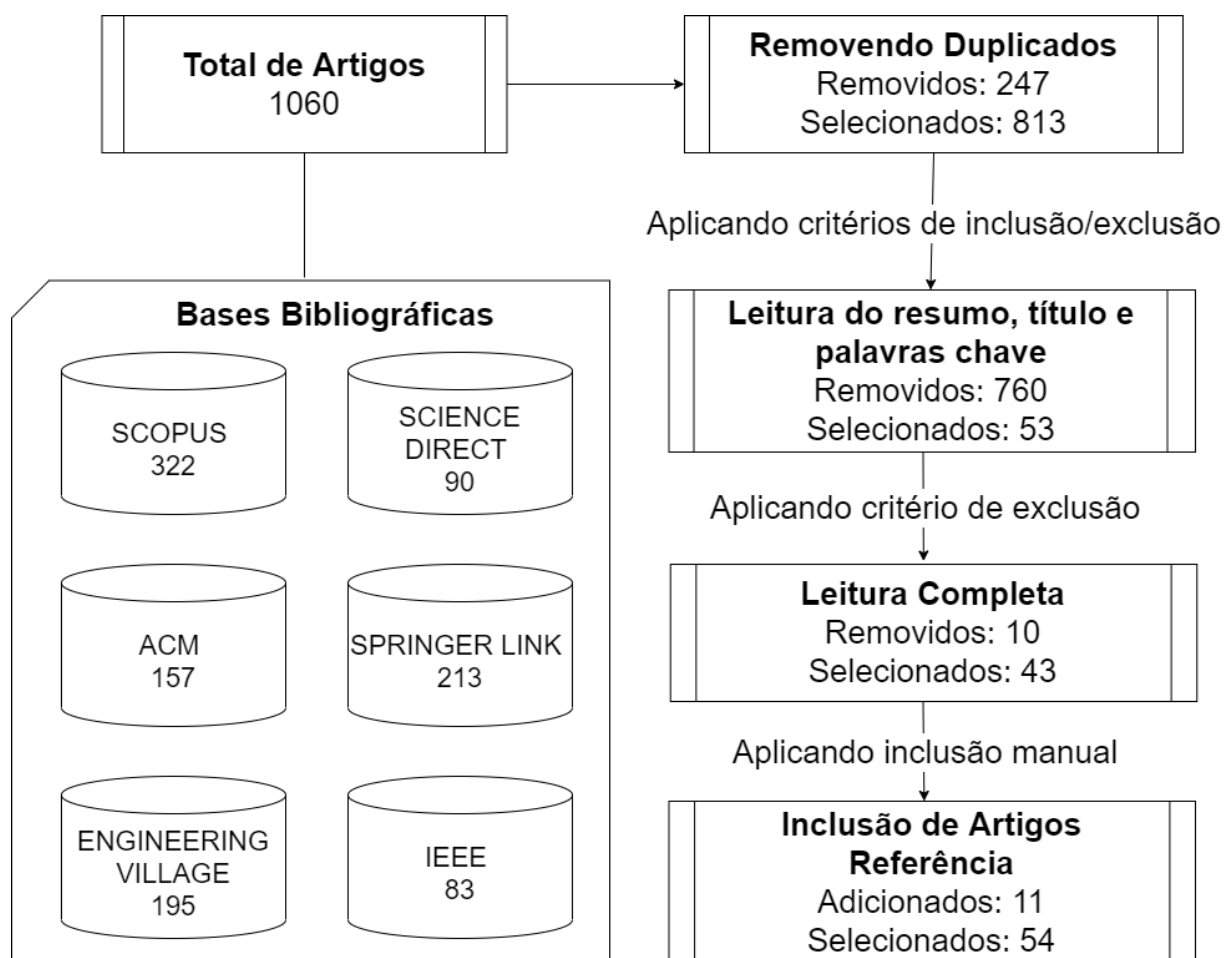 Total de Artigos
1060
Removendo Duplicados
Removidos: 247
Selecionados: 813
Aplicando critérios de inclusão/exclusão
Bases Bibliográficas
SCOPUS
322
SCIENCE
DIRECT
90
ACM
157
SPRINGER LINK
213
ENGINEERING
VILLAGE
195
IEEE
83
Leitura do resumo, título e
palavras chave
Removidos: 760
Selecionados: 53
Aplicando critério de exclusão
Leitura Completa
Removidos: 10
Selecionados: 43
Aplicando inclusão manual
Inclusão de Artigos
Referência
Adicionados: 11
Selecionados: 54